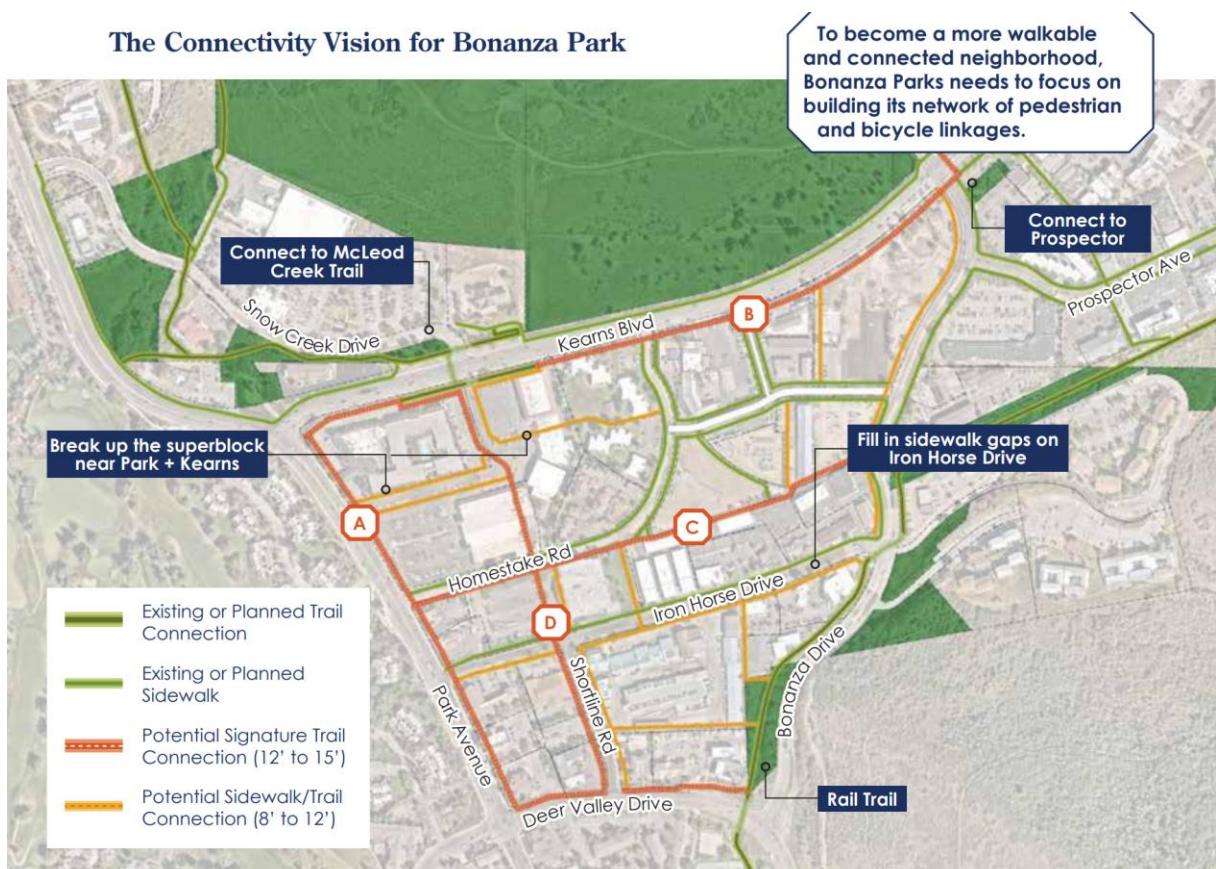 The Connectivity Vision for Bonanza Park
To become a more walkable
and connected neighborhood,
Bonanza Parks needs to focus on
building its network of pedestrian
and bicycle linkages.
Connect to McLeod
Creek Trail
Connect to
Prospector
Snow Creek Drive
Kearns Blvd
B
Prospector Ave
Break up the superblock
near Park + Kearns
Fill in sidewalk gaps on
Iron Horse Drive
A
C
Homestake Rd
Iron Horse Drive
D
Existing or Planned Trail
Connection
Existing or Planned
Sidewalk
Potential Signature Trail
Connection (12’ to 15’)
Potential Sidewalk/Trail
Connection (8’ to 12’)
Park Avenue
Shortline Rd
Bonanza Drive
Deer Valley Drive
Rail Trail